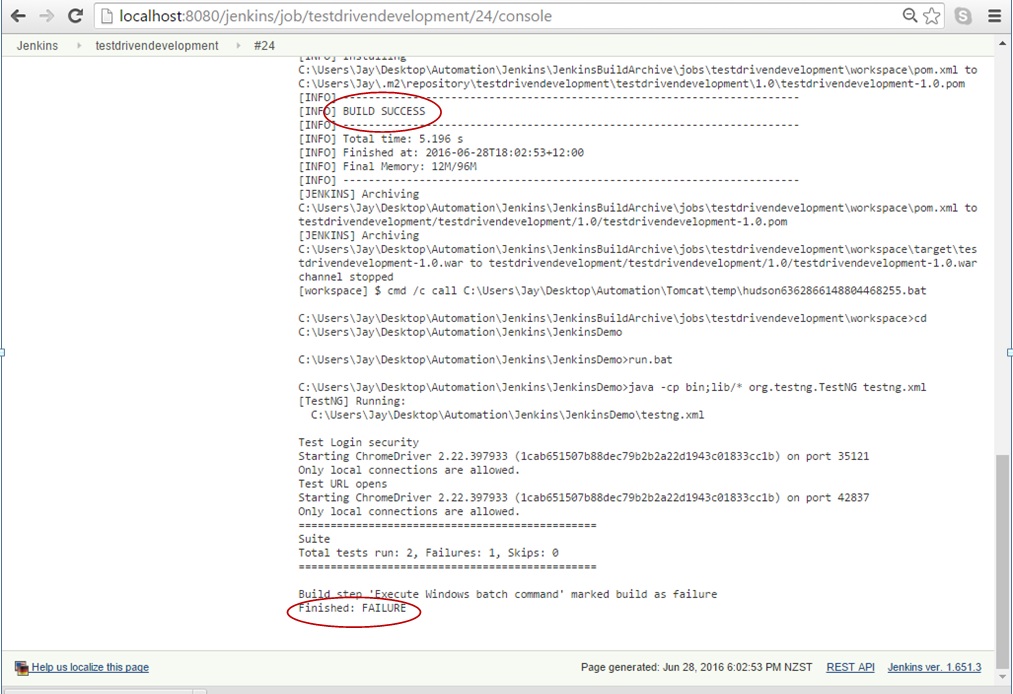 localhost:8080/jenkins/job/testdrivendevelopment/24/console
Jenkins
testdrivendevelopment
#24
[INFO] Installing
C:\Users\Jay\Desktop\Automation\Jenkins\JenkinsBuildArchive\jobs\testdrivendevelopment\workspace\pom.xml to
C:\Users\Jay\.m2\repository\testdrivendevelopment\testdrivendevelopment\1.0\testdrivendevelopment-1.0.pom
[INFO] ------------------------------------------------------------------------
[INFO] BUILD SUCCESS
[INFO] ------------------------------------------------------------------------
[INFO] Total time: 5.196 s
[INFO] Finished at: 2016-06-28T18:02:53+12:00
[INFO] Final Memory: 12M/96M
[INFO] ------------------------------------------------------------------------
[JENKINS] Archiving
C:\Users\Jay\Desktop\Automation\Jenkins\JenkinsBuildArchive\jobs\testdrivendevelopment\workspace\pom.xml to
testdrivendevelopment/testdrivendevelopment/1.0/testdrivendevelopment-1.0.pom
[JENKINS] Archiving
C:\Users\Jay\Desktop\Automation\Jenkins\JenkinsBuildArchive\jobs\testdrivendevelopment\workspace\target\tes
tdrivendevelopment-1.0.war to testdrivendevelopment/testdrivendevelopment/1.0/testdrivendevelopment-1.0.war
channel stopped
[workspace] $ cmd /c call C:\Users\Jay\Desktop\Automation\Tomcat\temp\hudson6362866148804468255.bat
C:\Users\Jay\Desktop\Automation\Jenkins\JenkinsBuildArchive\jobs\testdrivendevelopment\workspace>cd
C:\Users\Jay\Desktop\Automation\Jenkins\JenkinsDemo
C:\Users\Jay\Desktop\Automation\Jenkins\JenkinsDemo>run.bat
C:\Users\Jay\Desktop\Automation\Jenkins\JenkinsDemo>java -cp bin;lib/* org.testng.TestNG testng.xml
[TestNG] Running:
C:\Users\Jay\Desktop\Automation\Jenkins\JenkinsDemo\testng.xml
Test Login security
Starting ChromeDriver 2.22.397933 (1cab651507b88dec79b2b2a22d1943c01833cc1b) on port 35121
Only local connections are allowed.
Test URL opens
Starting ChromeDriver 2.22.397933 (1cab651507b88dec79b2b2a22d1943c01833cc1b) on port 42837
Only local connections are allowed.
===============================================
Suite
Total tests run: 2, Failures: 1, Skips: 0
===============================================
Build step 'Execute Windows batch command' marked build as failure
Finished: FAILURE
Help us localize this page
Page generated: Jun 28, 2016 6:02:53 PM NZST
REST API
Jenkins ver. 1.651.3